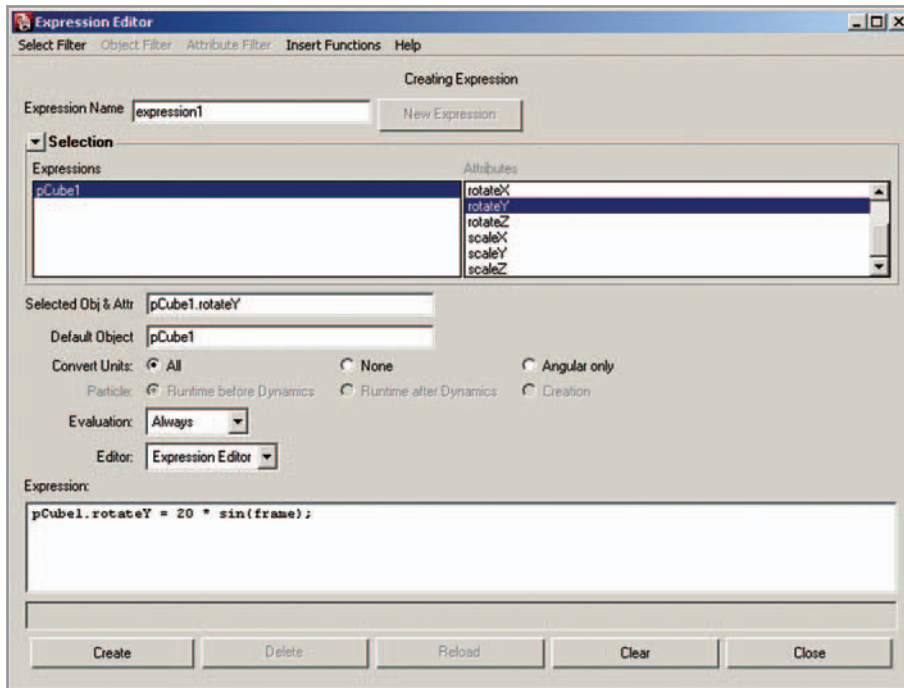 Expression Editor
Select Filter Object Filter Attribute Filter Insert Functions Help
Creating Expression
Expression Name expression1 New Expression
Selection
Expressions Attributes
pCube1 rotateX
rotateY
rotateZ
scaleX
scaleY
scaleZ
Selected Obj & Attr pCube1.rotateY
Default Object pCube1
Convert Units: All None Angular only
Particle: Runtime before Dynamics Runtime after Dynamics Creation
Evaluation: Always
Editor: Expression Editor
Expression:
pCube1.rotateY = 20 * sin(frame);
Create Delete Reload Clear Close